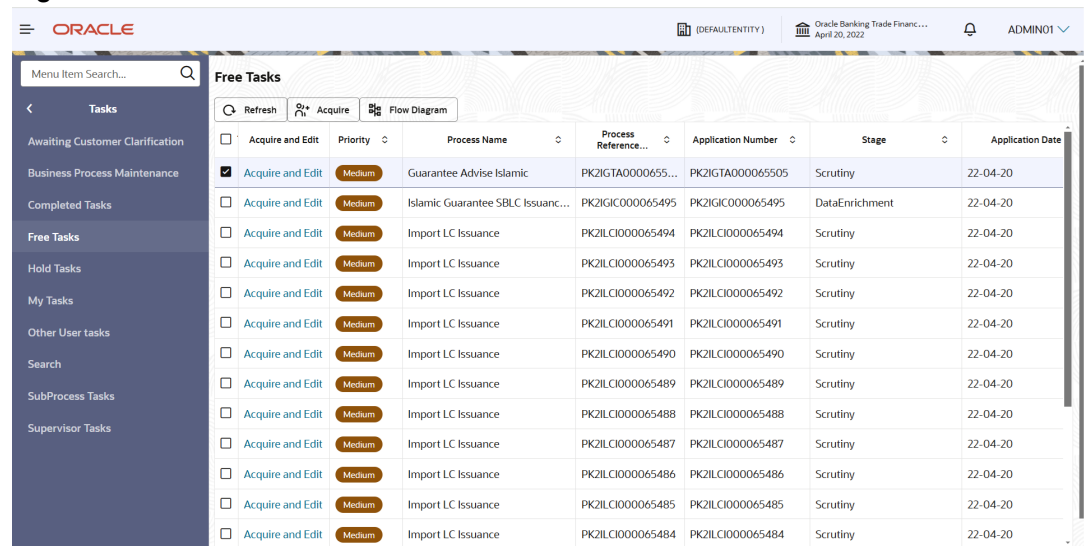 ORACLE
(DEFAULTENTITY)
Oracle Banking Trade Financ...
April 20, 2022
ADMIN01
Menu Item Search...
Tasks
Awaiting Customer Clarification
Business Process Maintenance
Completed Tasks
Free Tasks
Hold Tasks
My Tasks
Other User tasks
Search
SubProcess Tasks
Supervisor Tasks
Free Tasks
Refresh Acquire Flow Diagram
Acquire and Edit Priority Process Name Process Reference... Application Number Stage Application Date
Acquire and Edit Medium Guarantee Advise Islamic PK2IGTA0000655... PK2IGTA000065505 Scrutiny 22-04-20
Acquire and Edit Medium Islamic Guarantee SBLC Issuanc... PK2IGIC000065495 PK2IGIC000065495 DataEnrichment 22-04-20
Acquire and Edit Medium Import LC Issuance PK2ILCI000065494 PK2ILCI000065494 Scrutiny 22-04-20
Acquire and Edit Medium Import LC Issuance PK2ILCI000065493 PK2ILCI000065493 Scrutiny 22-04-20
Acquire and Edit Medium Import LC Issuance PK2ILCI000065492 PK2ILCI000065492 Scrutiny 22-04-20
Acquire and Edit Medium Import LC Issuance PK2ILCI000065491 PK2ILCI000065491 Scrutiny 22-04-20
Acquire and Edit Medium Import LC Issuance PK2ILCI000065490 PK2ILCI000065490 Scrutiny 22-04-20
Acquire and Edit Medium Import LC Issuance PK2ILCI000065489 PK2ILCI000065489 Scrutiny 22-04-20
Acquire and Edit Medium Import LC Issuance PK2ILCI000065488 PK2ILCI000065488 Scrutiny 22-04-20
Acquire and Edit Medium Import LC Issuance PK2ILCI000065487 PK2ILCI000065487 Scrutiny 22-04-20
Acquire and Edit Medium Import LC Issuance PK2ILCI000065486 PK2ILCI000065486 Scrutiny 22-04-20
Acquire and Edit Medium Import LC Issuance PK2ILCI000065485 PK2ILCI000065485 Scrutiny 22-04-20
Acquire and Edit Medium Import LC Issuance PK2ILCI000065484 PK2ILCI000065484 Scrutiny 22-04-20